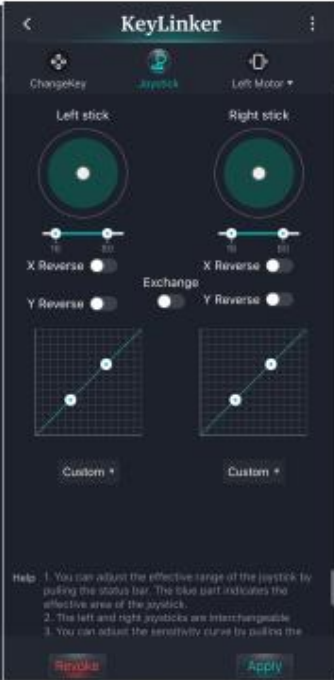 KeyLinker
ChangeKey Joystick Left Motor
Left stick Right stick
X Reverse X Reverse
Exchange
Y Reverse Y Reverse
Custom Custom
Help 1. You can adjust the effective range of the joystick by
pulling the status bar. The blue part indicates the
effective area of the joystick.
2. The left and right joysticks are interchangeable
3. You can adjust the sensitivity curve by pulling the
Revoke Apply